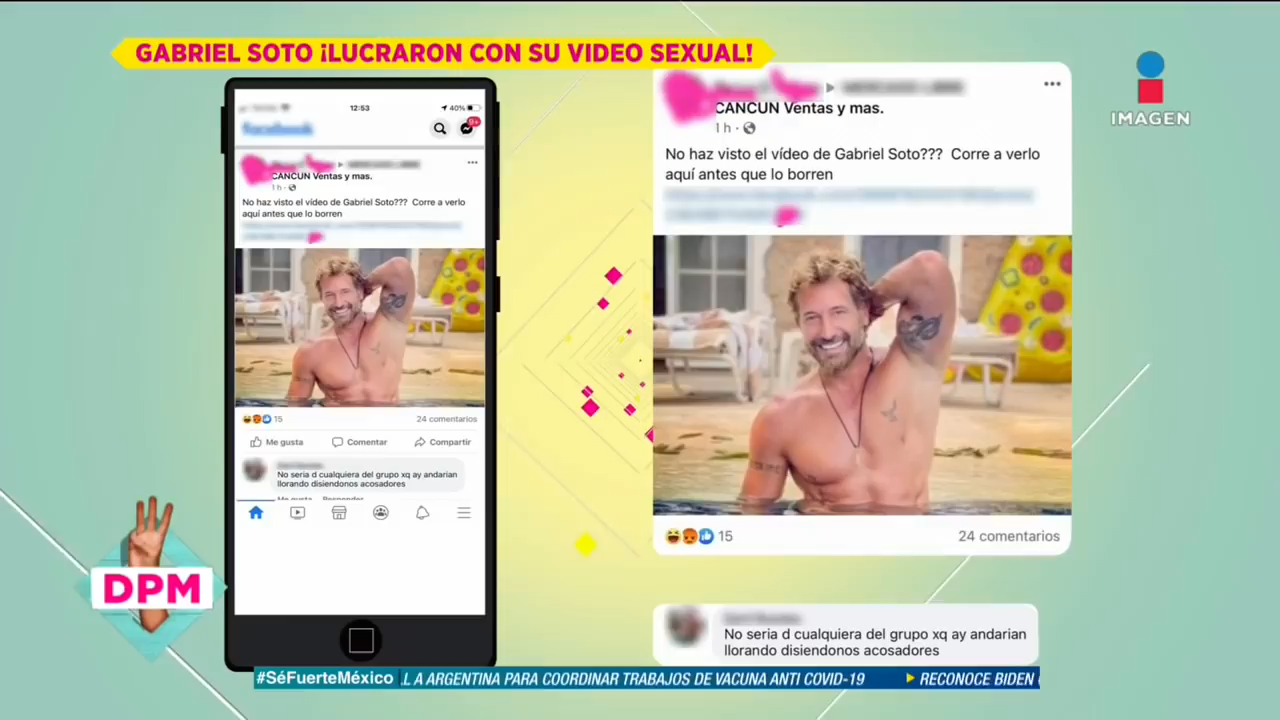 GABRIEL SOTO ¡LUCRARON CON SU VIDEO SEXUAL!
IMAGEN
12:53
40%
9+
CANCUN Ventas y mas.
1 h
No haz visto el vídeo de Gabriel Soto??? Corre a verlo
aquí antes que lo borren
15
24 comentarios
Me gusta
Comentar
Compartir
No seria d cualquiera del grupo xq ay andarian
llorando disiendonos acosadores
Me gusta
Responder
CANCUN Ventas y mas.
1 h
No haz visto el vídeo de Gabriel Soto??? Corre a verlo
aquí antes que lo borren
15
24 comentarios
No seria d cualquiera del grupo xq ay andarian
llorando disiendonos acosadores
DPM
#SéFuerteMéxico
L A ARGENTINA PARA COORDINAR TRABAJOS DE VACUNA ANTI COVID-19
RECONOCE BIDEN